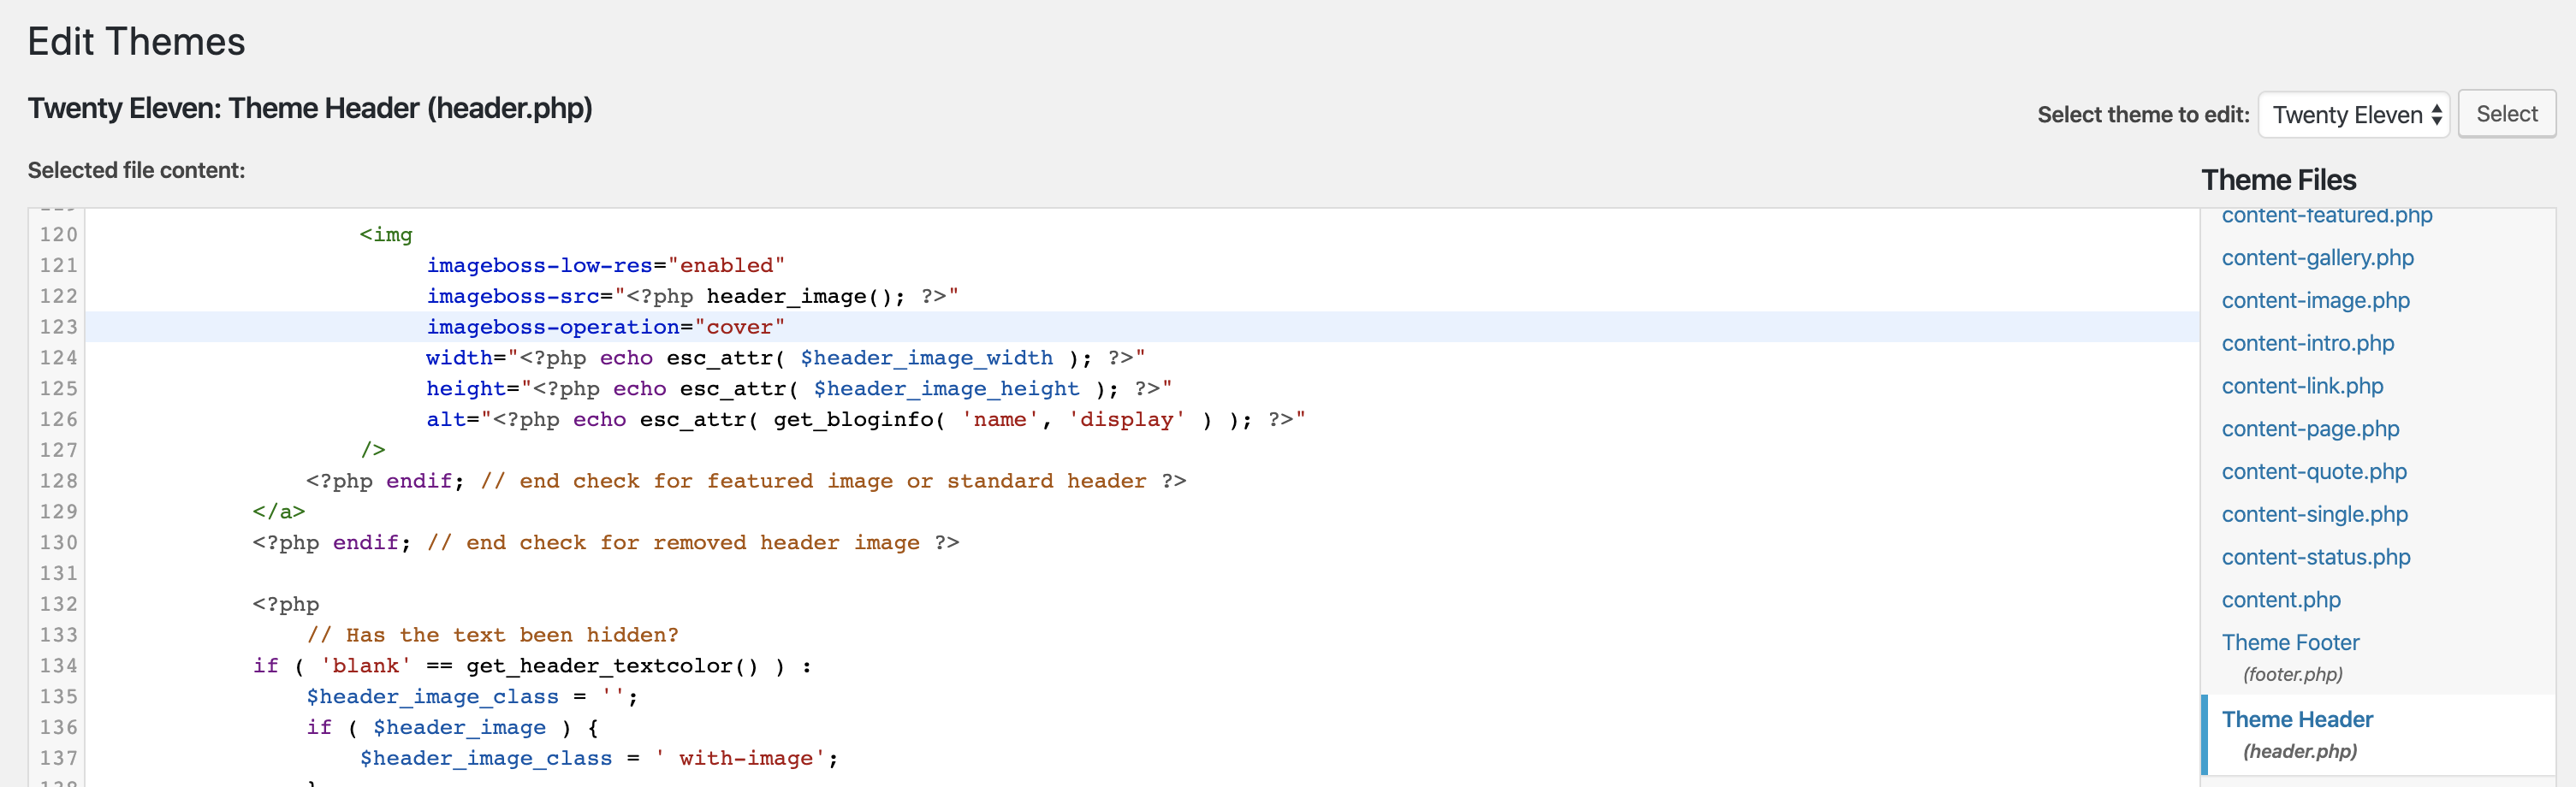 Edit Themes
Twenty Eleven: Theme Header (header.php)
Select theme to edit: Twenty Eleven Select
Selected file content:
Theme Files
120 <img
121 imageboss-low-res="enabled"
122 imageboss-src="<?php header_image(); ?>"
123 imageboss-operation="cover"
124 width="<?php echo esc_attr( $header_image_width ); ?>"
125 height="<?php echo esc_attr( $header_image_height ); ?>"
126 alt="<?php echo esc_attr( get_bloginfo( 'name', 'display' ) ); ?>"
127 />
128 <?php endif; // end check for featured image or standard header ?>
129 </a>
130 <?php endif; // end check for removed header image ?>
131
132 <?php
133 // Has the text been hidden?
134 if ( 'blank' == get_header_textcolor() ) :
135 $header_image_class = '';
136 if ( $header_image ) {
137 $header_image_class = ' with-image';
content-featured.php
content-gallery.php
content-image.php
content-intro.php
content-link.php
content-page.php
content-quote.php
content-single.php
content-status.php
content.php
Theme Footer
(footer.php)
Theme Header
(header.php)